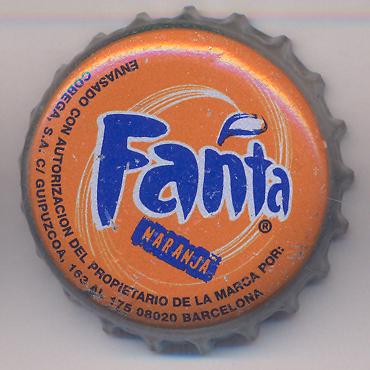 Fanta
®
NARANJA
ENVASADO CON AUTORIZACION DEL PROPIETARIO DE LA MARCA POR:
COBEGA, S.A. C/ GUIPUZCOA, 163 AL 175 08020 BARCELONA